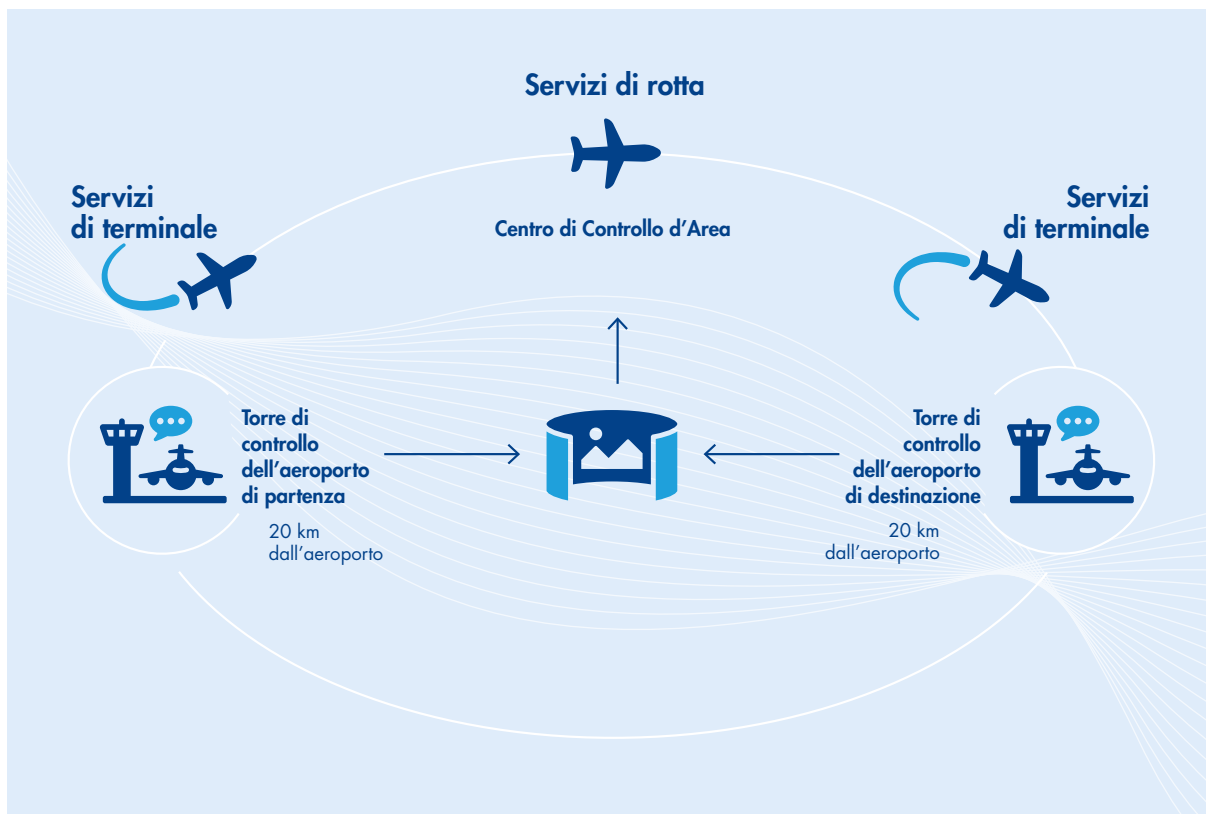 Servizi di rotta
Servizi
di terminale
Centro di Controllo d’Area
Servizi
di terminale
Torre di
controllo
dell’aeroporto
di partenza
20 km
dall’aeroporto
Torre di
controllo
dell’aeroporto
di destinazione
20 km
dall’aeroporto